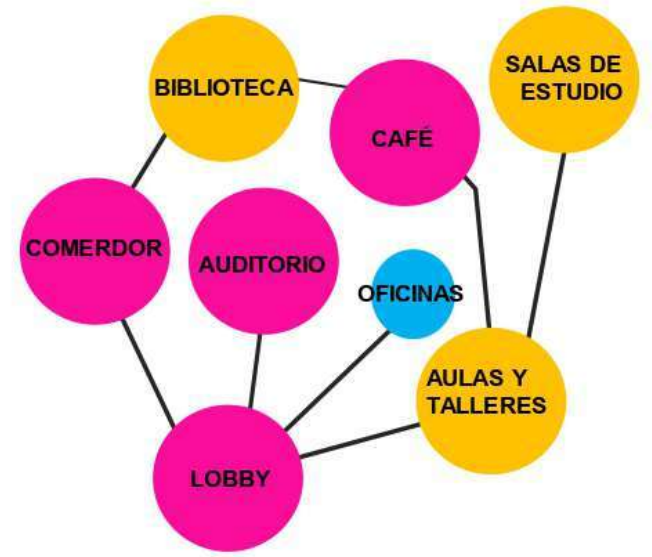 SALAS DE
ESTUDIO
BIBLIOTECA
CAFÉ
COMERDOR
AUDITORIO
OFICINAS
AULAS Y
TALLERES
LOBBY